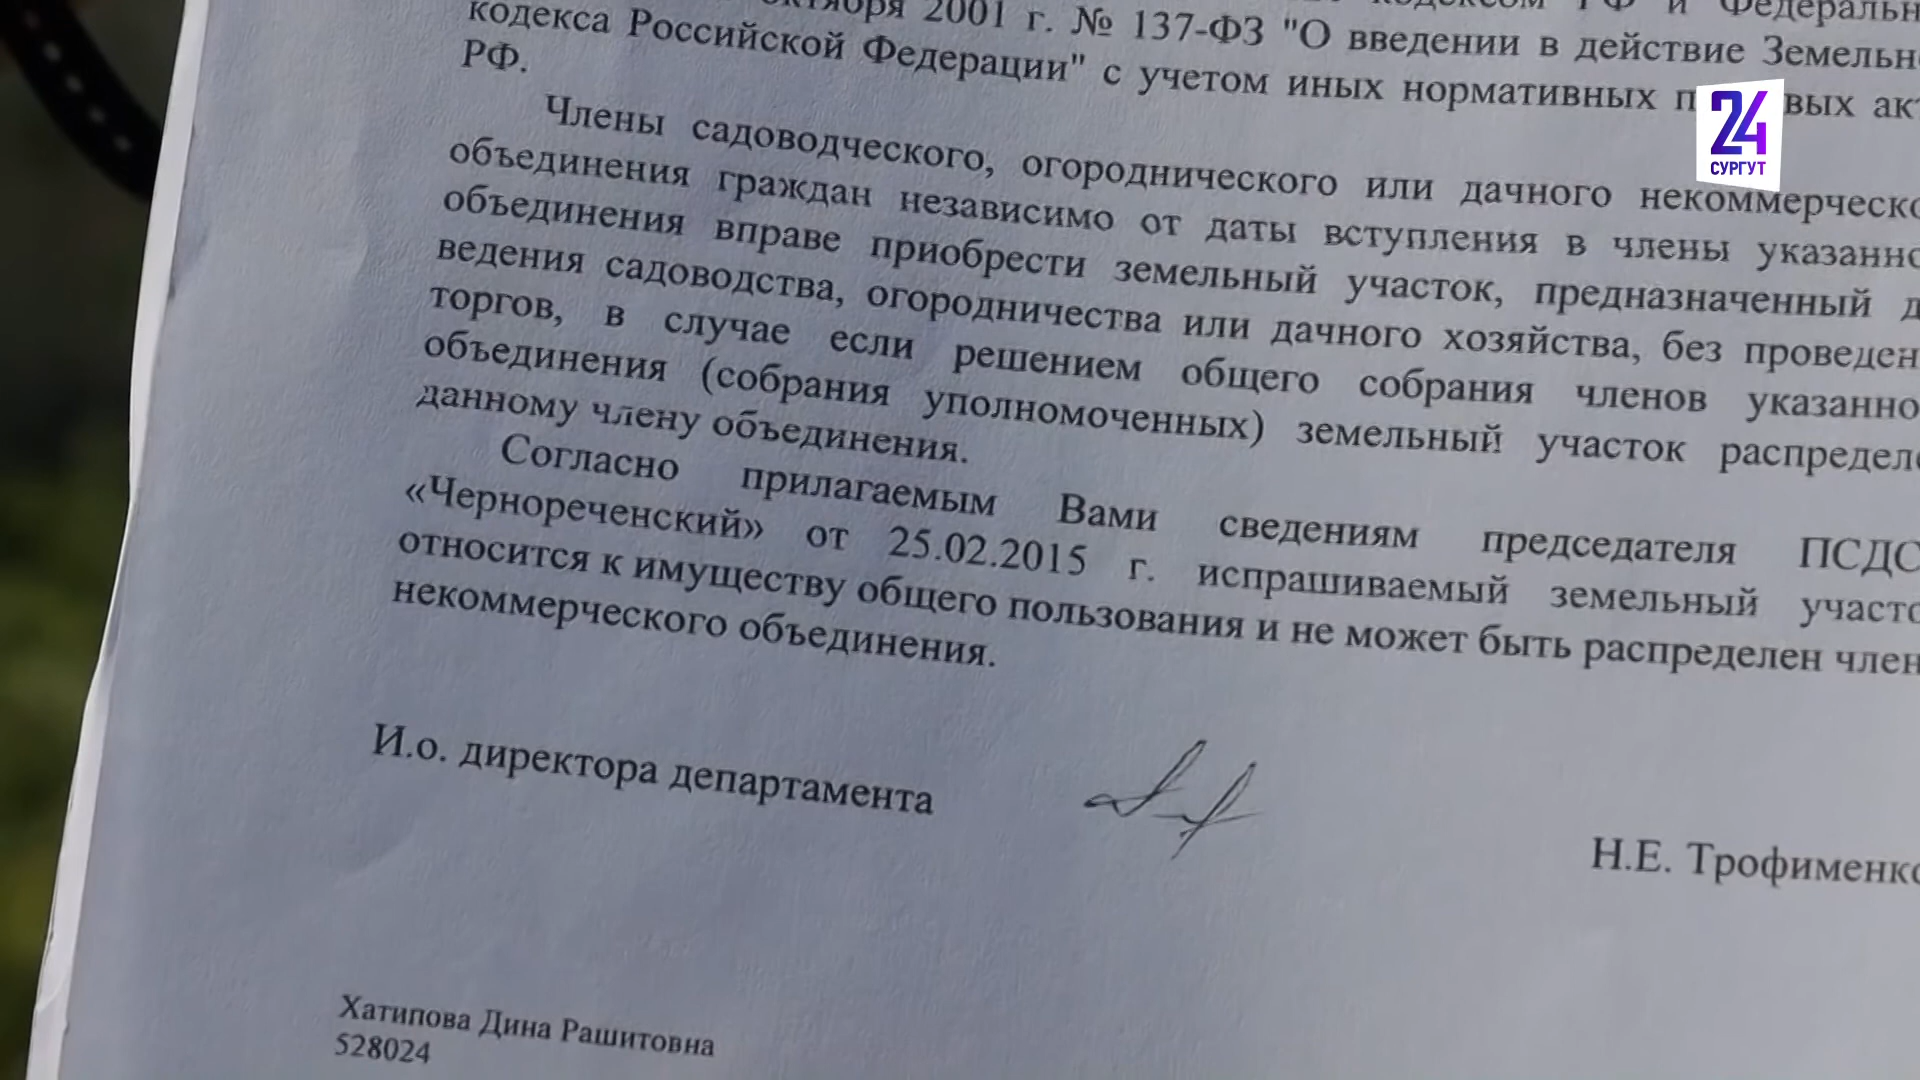 октября 2001 г. № 137-ФЗ "О введении в действие Земельн
кодекса Российской Федерации" с учетом иных нормативных п вых акт
РФ.
Члены садоводческого, огороднического или дачного некоммерческо
объединения граждан независимо от даты вступления в члены указанно
объединения вправе приобрести земельный участок, предназначенный д
ведения садоводства, огородничества или дачного хозяйства, без проведен
торгов, в случае если решением общего собрания членов указанно
объединения (собрания уполномоченных) земельный участок распределе
данному члену объединения.
Согласно прилагаемым Вами сведениям председателя ПСДС
«Чернореченский» от 25.02.2015 г. испрашиваемый земельный участо
относится к имуществу общего пользования и не может быть распределен член
некоммерческого объединения.
И.о. директора департамента
Н.Е. Трофименко
Хатипова Дина Рашитовна
528024
24
СУРГУТ